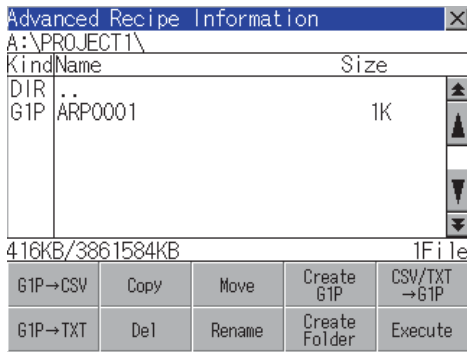 Advanced Recipe Information
A:\PROJECT1\
Kind Name Size
DIR ..
G1P ARP0001 1K
416KB/3861584KB 1File
G1P→CSV Copy Move Create G1P CSV/TXT →G1P
G1P→TXT Del Rename Create Folder Execute